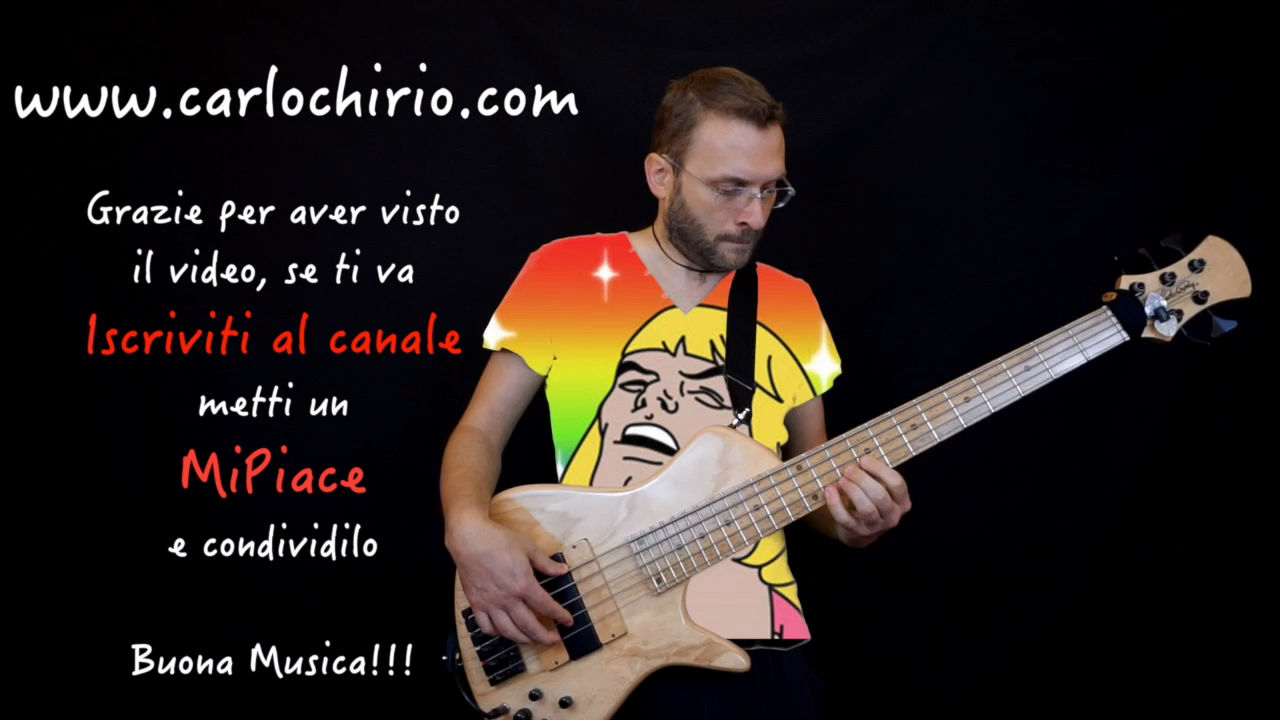 www.carlochirio.com
Grazie per aver visto
il video, se ti va
Iscriviti al canale
metti un
MiPiace
e condividilo
Buona Musica!!!